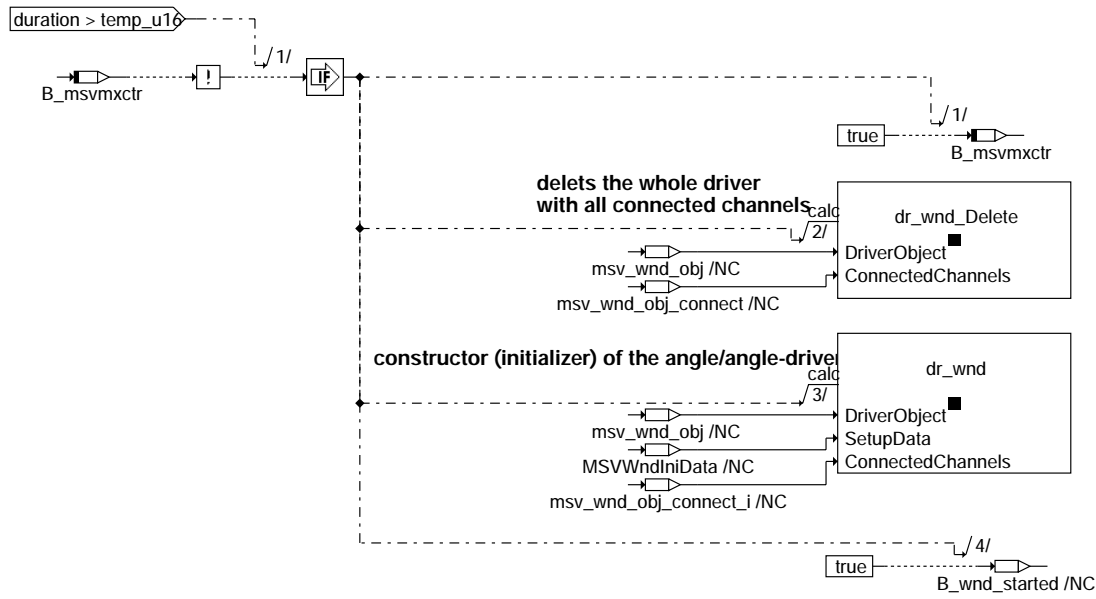 duration > temp_u16
1/
B_msvmxctr
!
IF
1/
true
B_msvmxctr
delets the whole driver
with all connected channels
calc
2/
dr_wnd_Delete
DriverObject
msv_wnd_obj /NC
ConnectedChannels
msv_wnd_obj_connect /NC
constructor (initializer) of the angle/angle-driver
calc
3/
dr_wnd
DriverObject
msv_wnd_obj /NC
SetupData
MSVWndIniData /NC
ConnectedChannels
msv_wnd_obj_connect_i /NC
4/
true
B_wnd_started /NC